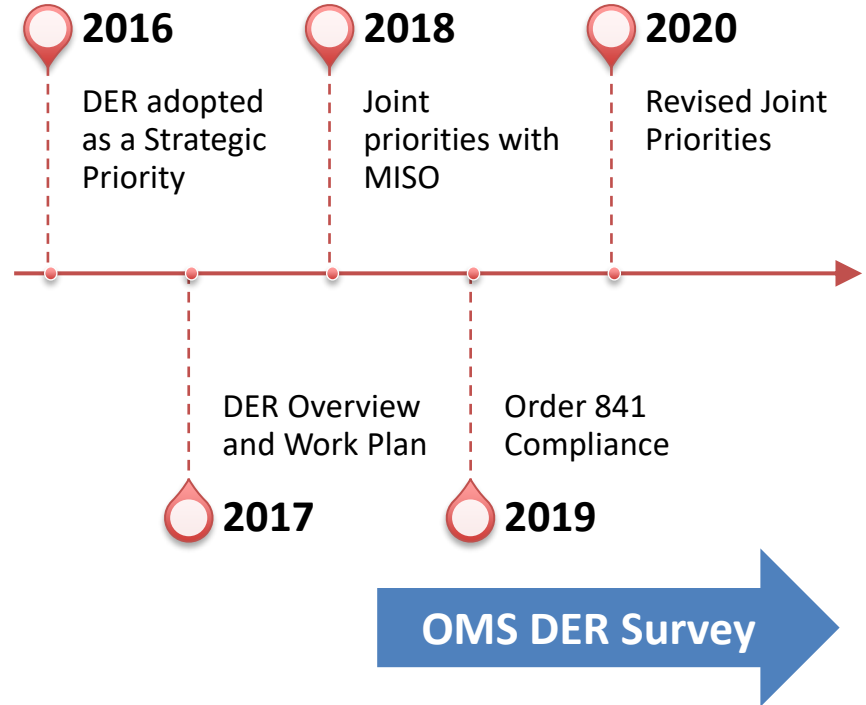 2016
DER adopted
as a Strategic
Priority
2018
Joint
priorities with
MISO
2020
Revised Joint
Priorities
DER Overview
and Work Plan
2017
Order 841
Compliance
2019
OMS DER Survey